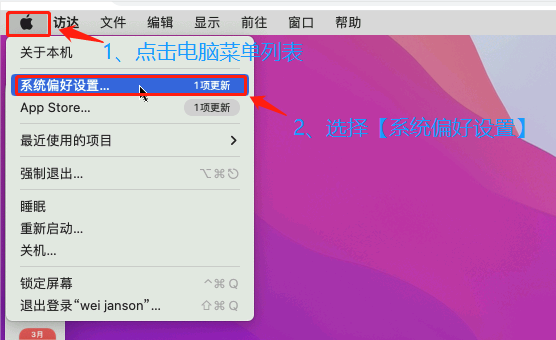 访达 文件 编辑 显示 前往 窗口 帮助
关于本机
1、点击电脑菜单列表
系统偏好设置... 1项更新
App Store... 1项更新
2、选择【系统偏好设置】
最近使用的项目
强制退出... ⌥⌘⎋
睡眠
重新启动...
关机...
锁定屏幕 ^⌘Q
退出登录“wei janson”... ⇧⌘Q
3月